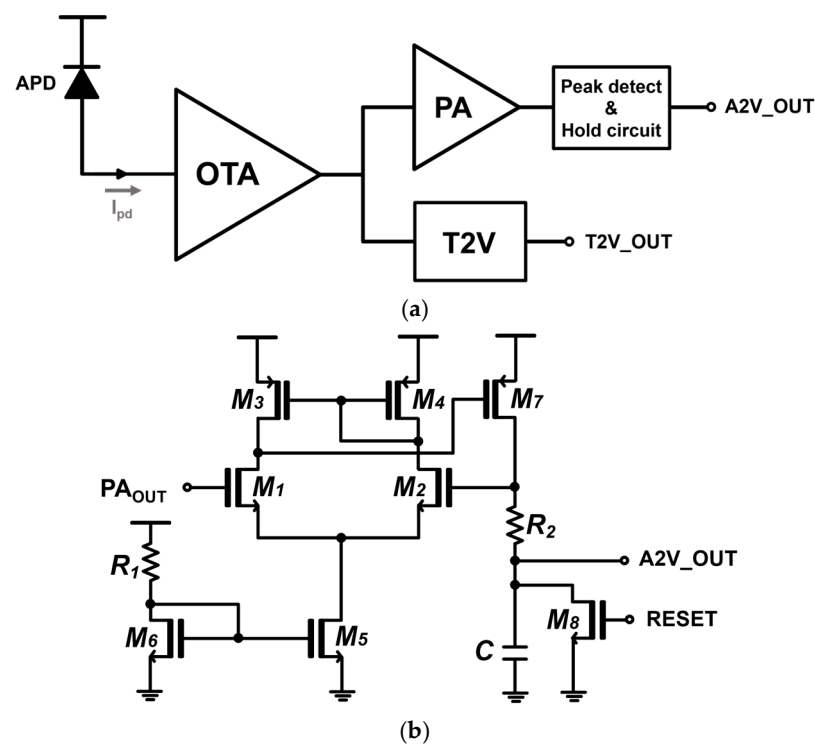 APD
I_pd
OTA
PA
Peak detect
&
Hold circuit
A2V_OUT
T2V
T2V_OUT
(a)
M3
M4
M7
PAOUT
M1
M2
R2
A2V_OUT
R1
M6
M5
C
M8
RESET
(b)